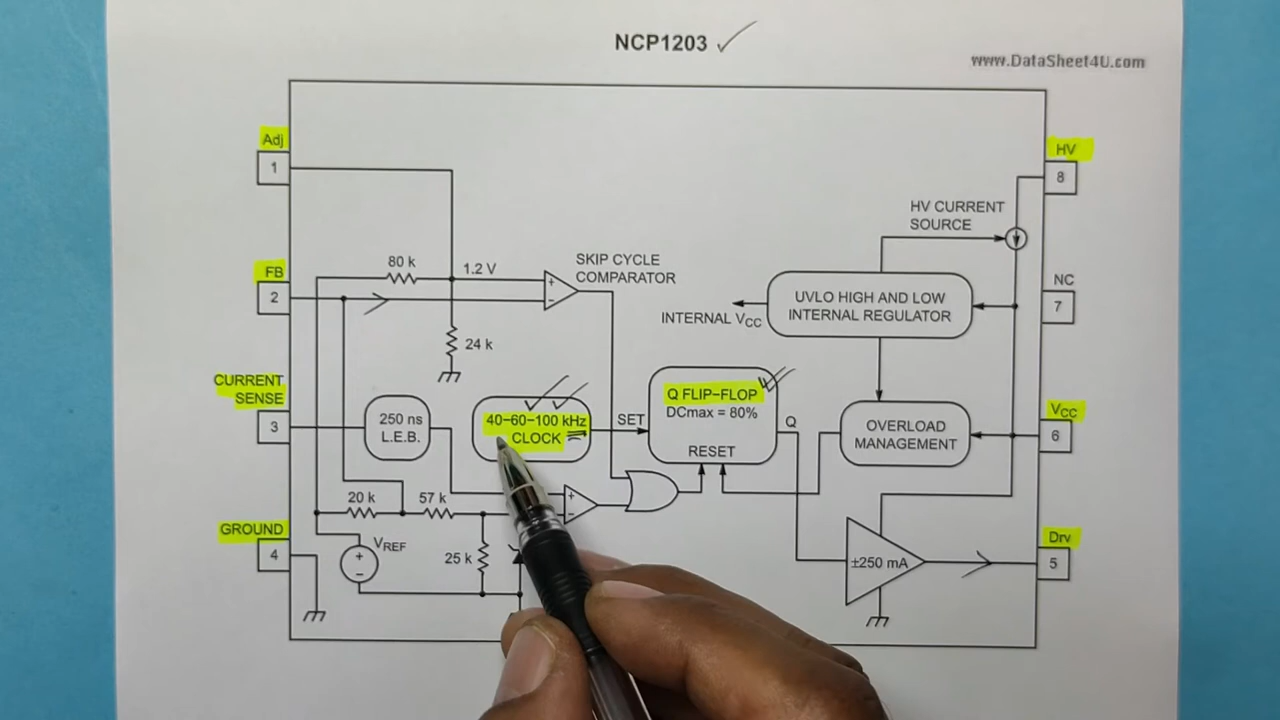 NCP1203
www.DataSheet4U.com
Adj
1
HV
8
HV CURRENT
SOURCE
FB
2
80 k
1.2 V
SKIP CYCLE
COMPARATOR
24 k
INTERNAL VCC
UVLO HIGH AND LOW
INTERNAL REGULATOR
NC
7
CURRENT
SENSE
3
250 ns
L.E.B.
40−60−100 kHz
CLOCK
SET
Q FLIP−FLOP
DCmax = 80%
RESET
Q
OVERLOAD
MANAGEMENT
VCC
6
20 k
57 k
+
−
+
−
GROUND
4
VREF
+
−
25 k
±250 mA
Drv
5